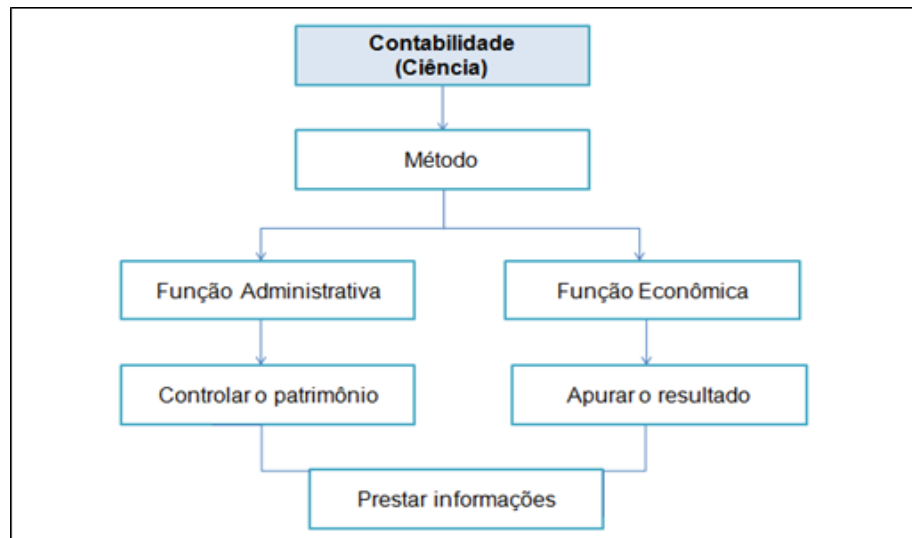 Contabilidade
(Ciência)
Método
Função Administrativa
Função Econômica
Controlar o patrimônio
Apurar o resultado
Prestar informações